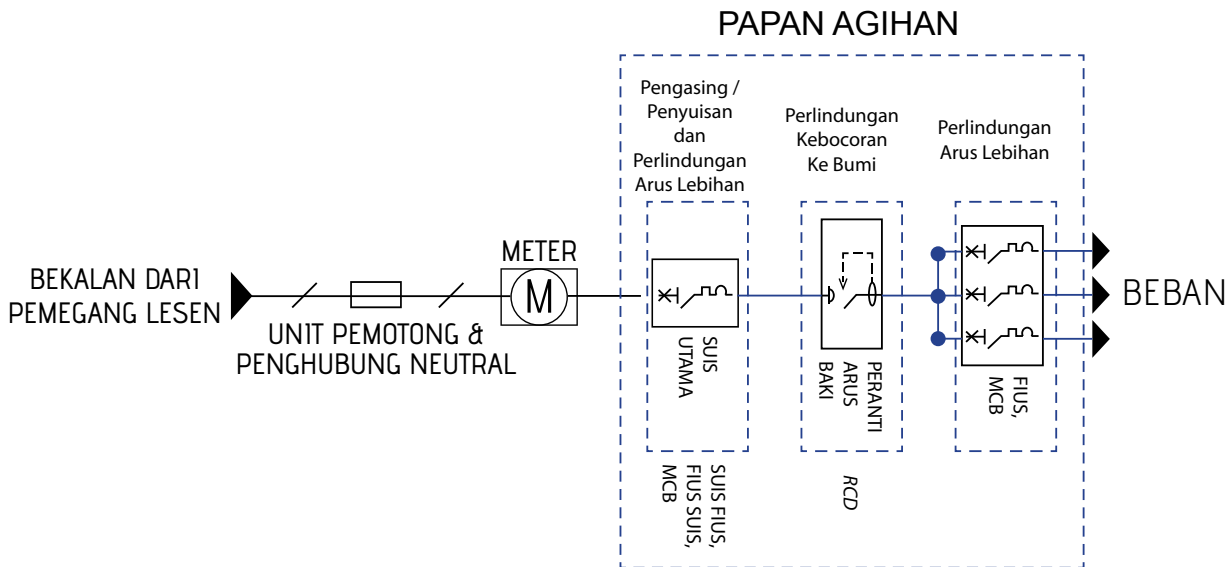 PAPAN AGIHAN
Pengasing /
Penyuisan
dan
Perlindungan
Arus Lebihan
Perlindungan
Kebocoran
Ke Bumi
Perlindungan
Arus Lebihan
BEKALAN DARI
PEMEGANG LESEN
UNIT PEMOTONG &
PENGHUBUNG NEUTRAL
METER
M
SUIS
UTAMA
SUIS FIUS,
FIUS SUIS,
MCB
PERANTI
ARUS
BAKI
RCD
FIUS,
MCB
BEBAN